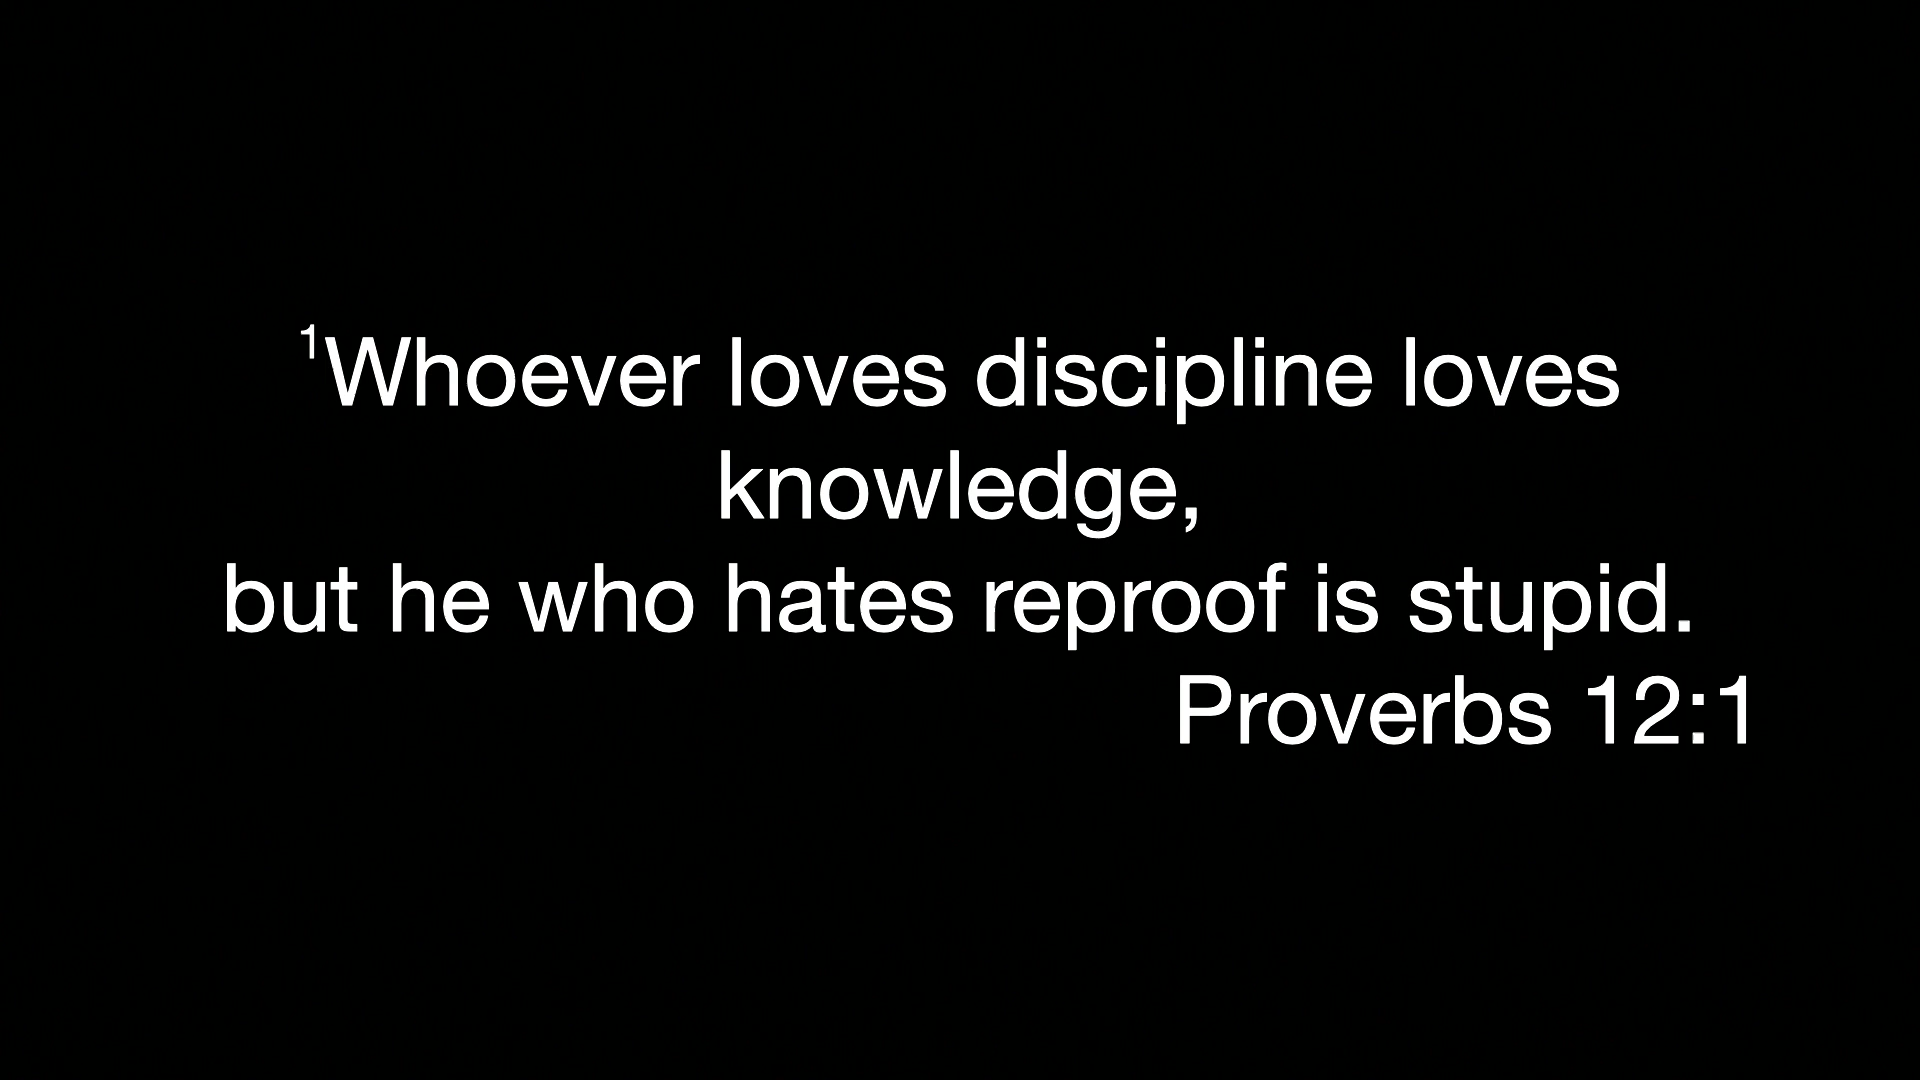 ¹Whoever loves discipline loves
knowledge,
but he who hates reproof is stupid.
Proverbs 12:1